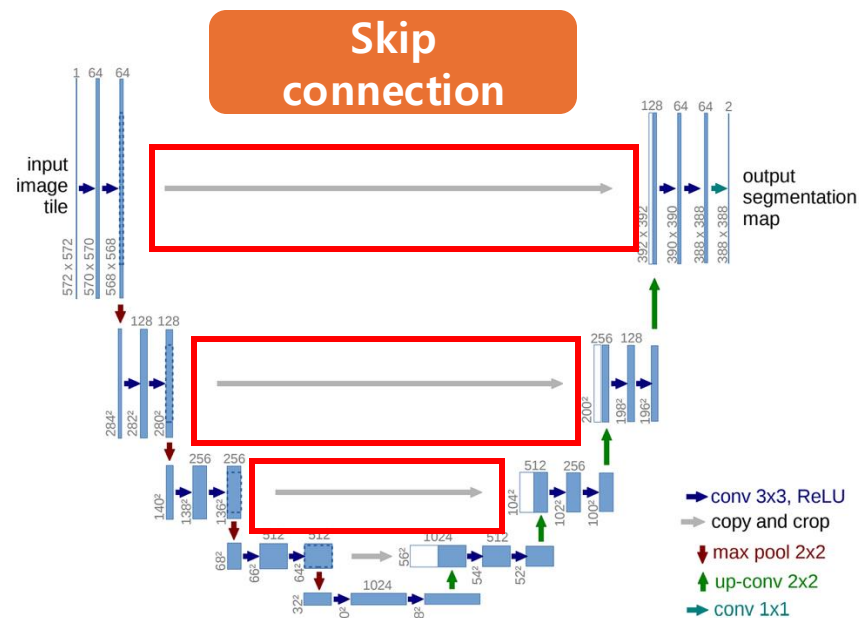 Skip
connection
1 64 64
128 64 64 2
input
image
tile
output
segmentation
map
572 x 572
570 x 570
568 x 568
392 x 392
390 x 390
388 x 388
388 x 388
128 128
256 128
284²
282²
280²
200²
198²
196²
256 256
512 256
140²
138²
136²
104²
102²
100²
512 512
1024 512
68²
66²
64²
56²
54²
52²
1024
32²
conv 3x3, ReLU
copy and crop
max pool 2x2
up-conv 2x2
conv 1x1